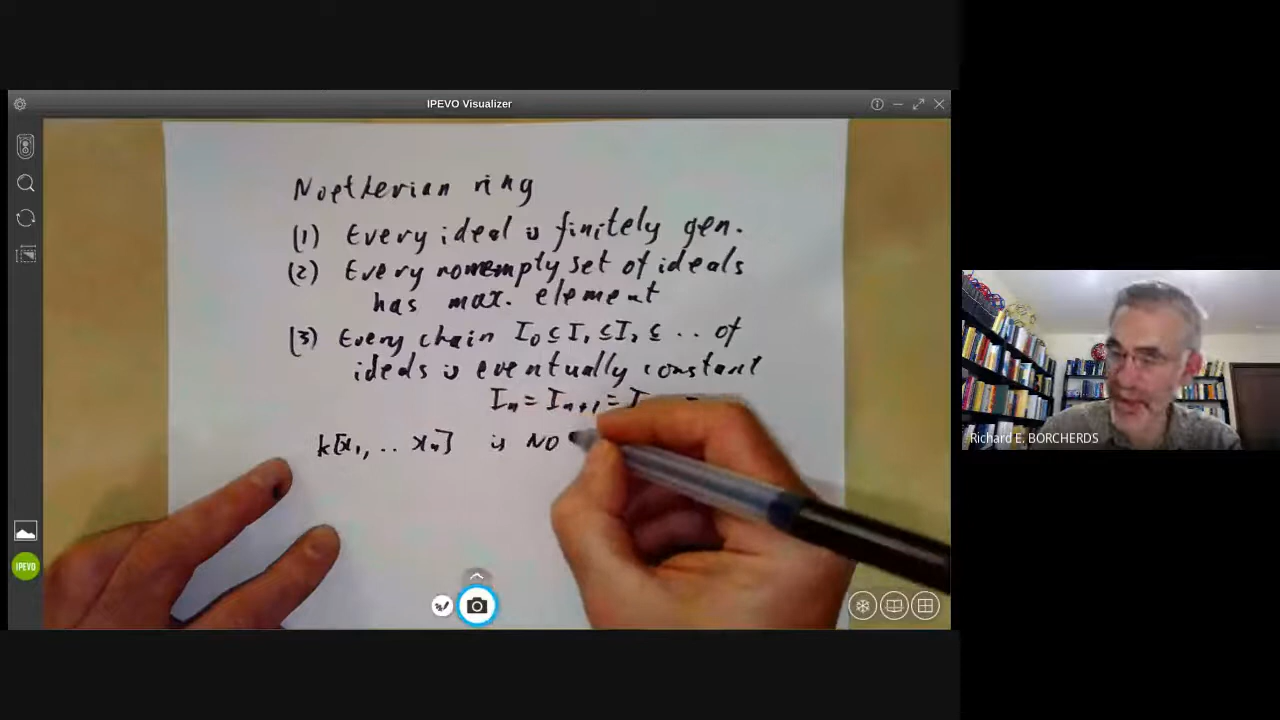 IPEVO Visualizer
Noetherian ring
(1) Every ideal is finitely gen.
(2) Every nonempty set of ideals
has max. element
(3) Every chain I₀ ⊆ I₁ ⊆ I₂ ⊆ .. of
ideals is eventually constant
Iₙ = Iₙ₊₁ = I
k[x₁, .. xₙ] is No
IPEVO
Richard E. BORCHERDS